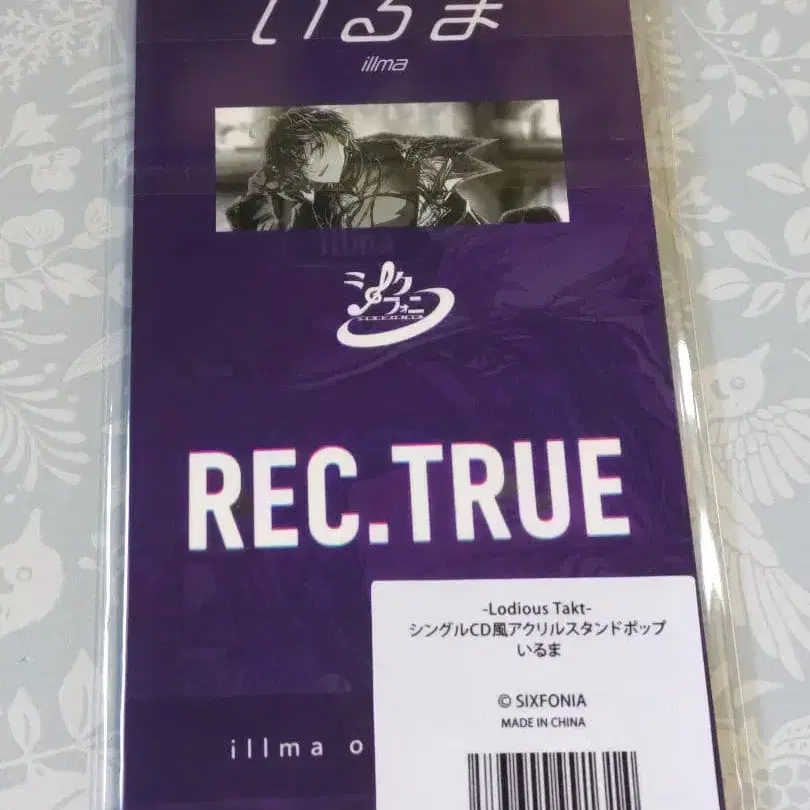 いるま
illma
シクフォニ
SIXFONIA
REC.TRUE
-Lodious Takt-
シングルCD風アクリルスタンドポップ
いるま
© SIXFONIA
MADE IN CHINA
illma o